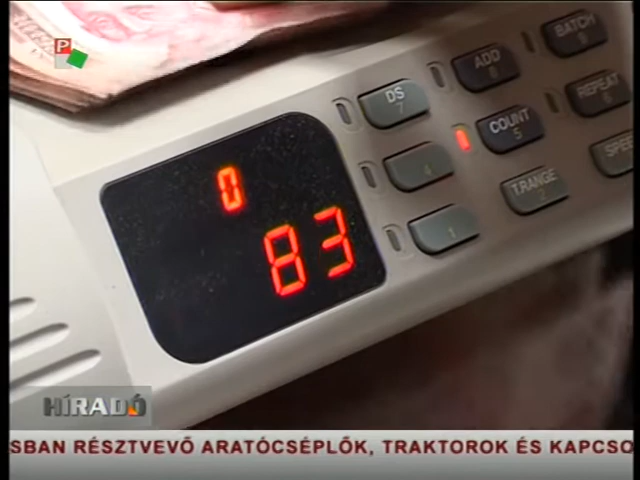 P
BATCH
9
ADD
8
DS
7
REPEAT
6
COUNT
5
4
T.RANGE
2
1
0
83
HÍRADÓ
SBAN RÉSZTVEVŐ ARATÓCSÉPLŐK, TRAKTOROK ÉS KAPCSO